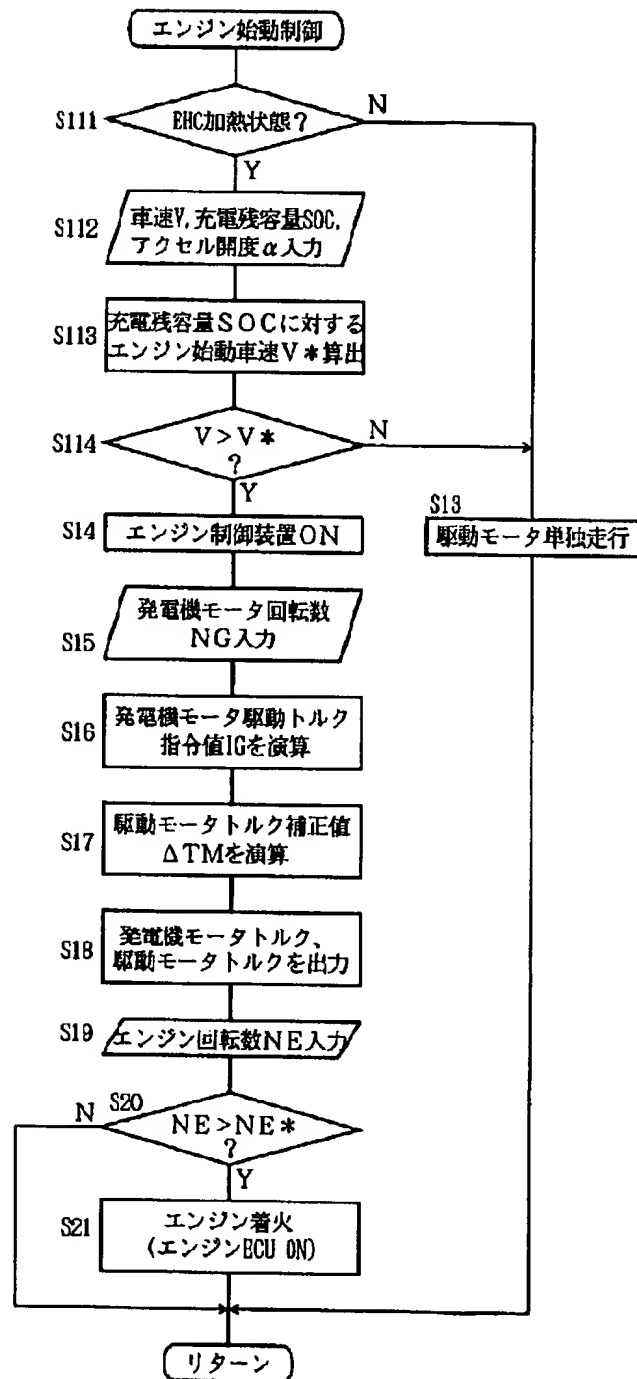 エンジン始動制御
S111
EHC加熱状態?
N
Y
S112
車速V,充電残容量SOC,
アクセル開度α入力
S113
充電残容量SOCに対する
エンジン始動車速V*算出
S114
V>V*
?
N
Y
S13
駆動モータ単独走行
S14
エンジン制御装置ON
S15
発電機モータ回転数
NG入力
S16
発電機モータ駆動トルク
指令値IGを演算
S17
駆動モータトルク補正値
ΔTMを演算
S18
発電機モータトルク、
駆動モータトルクを出力
S19
エンジン回転数NE入力
S20
N
NE>NE*
?
Y
S21
エンジン着火
(エンジンECU ON)
リターン